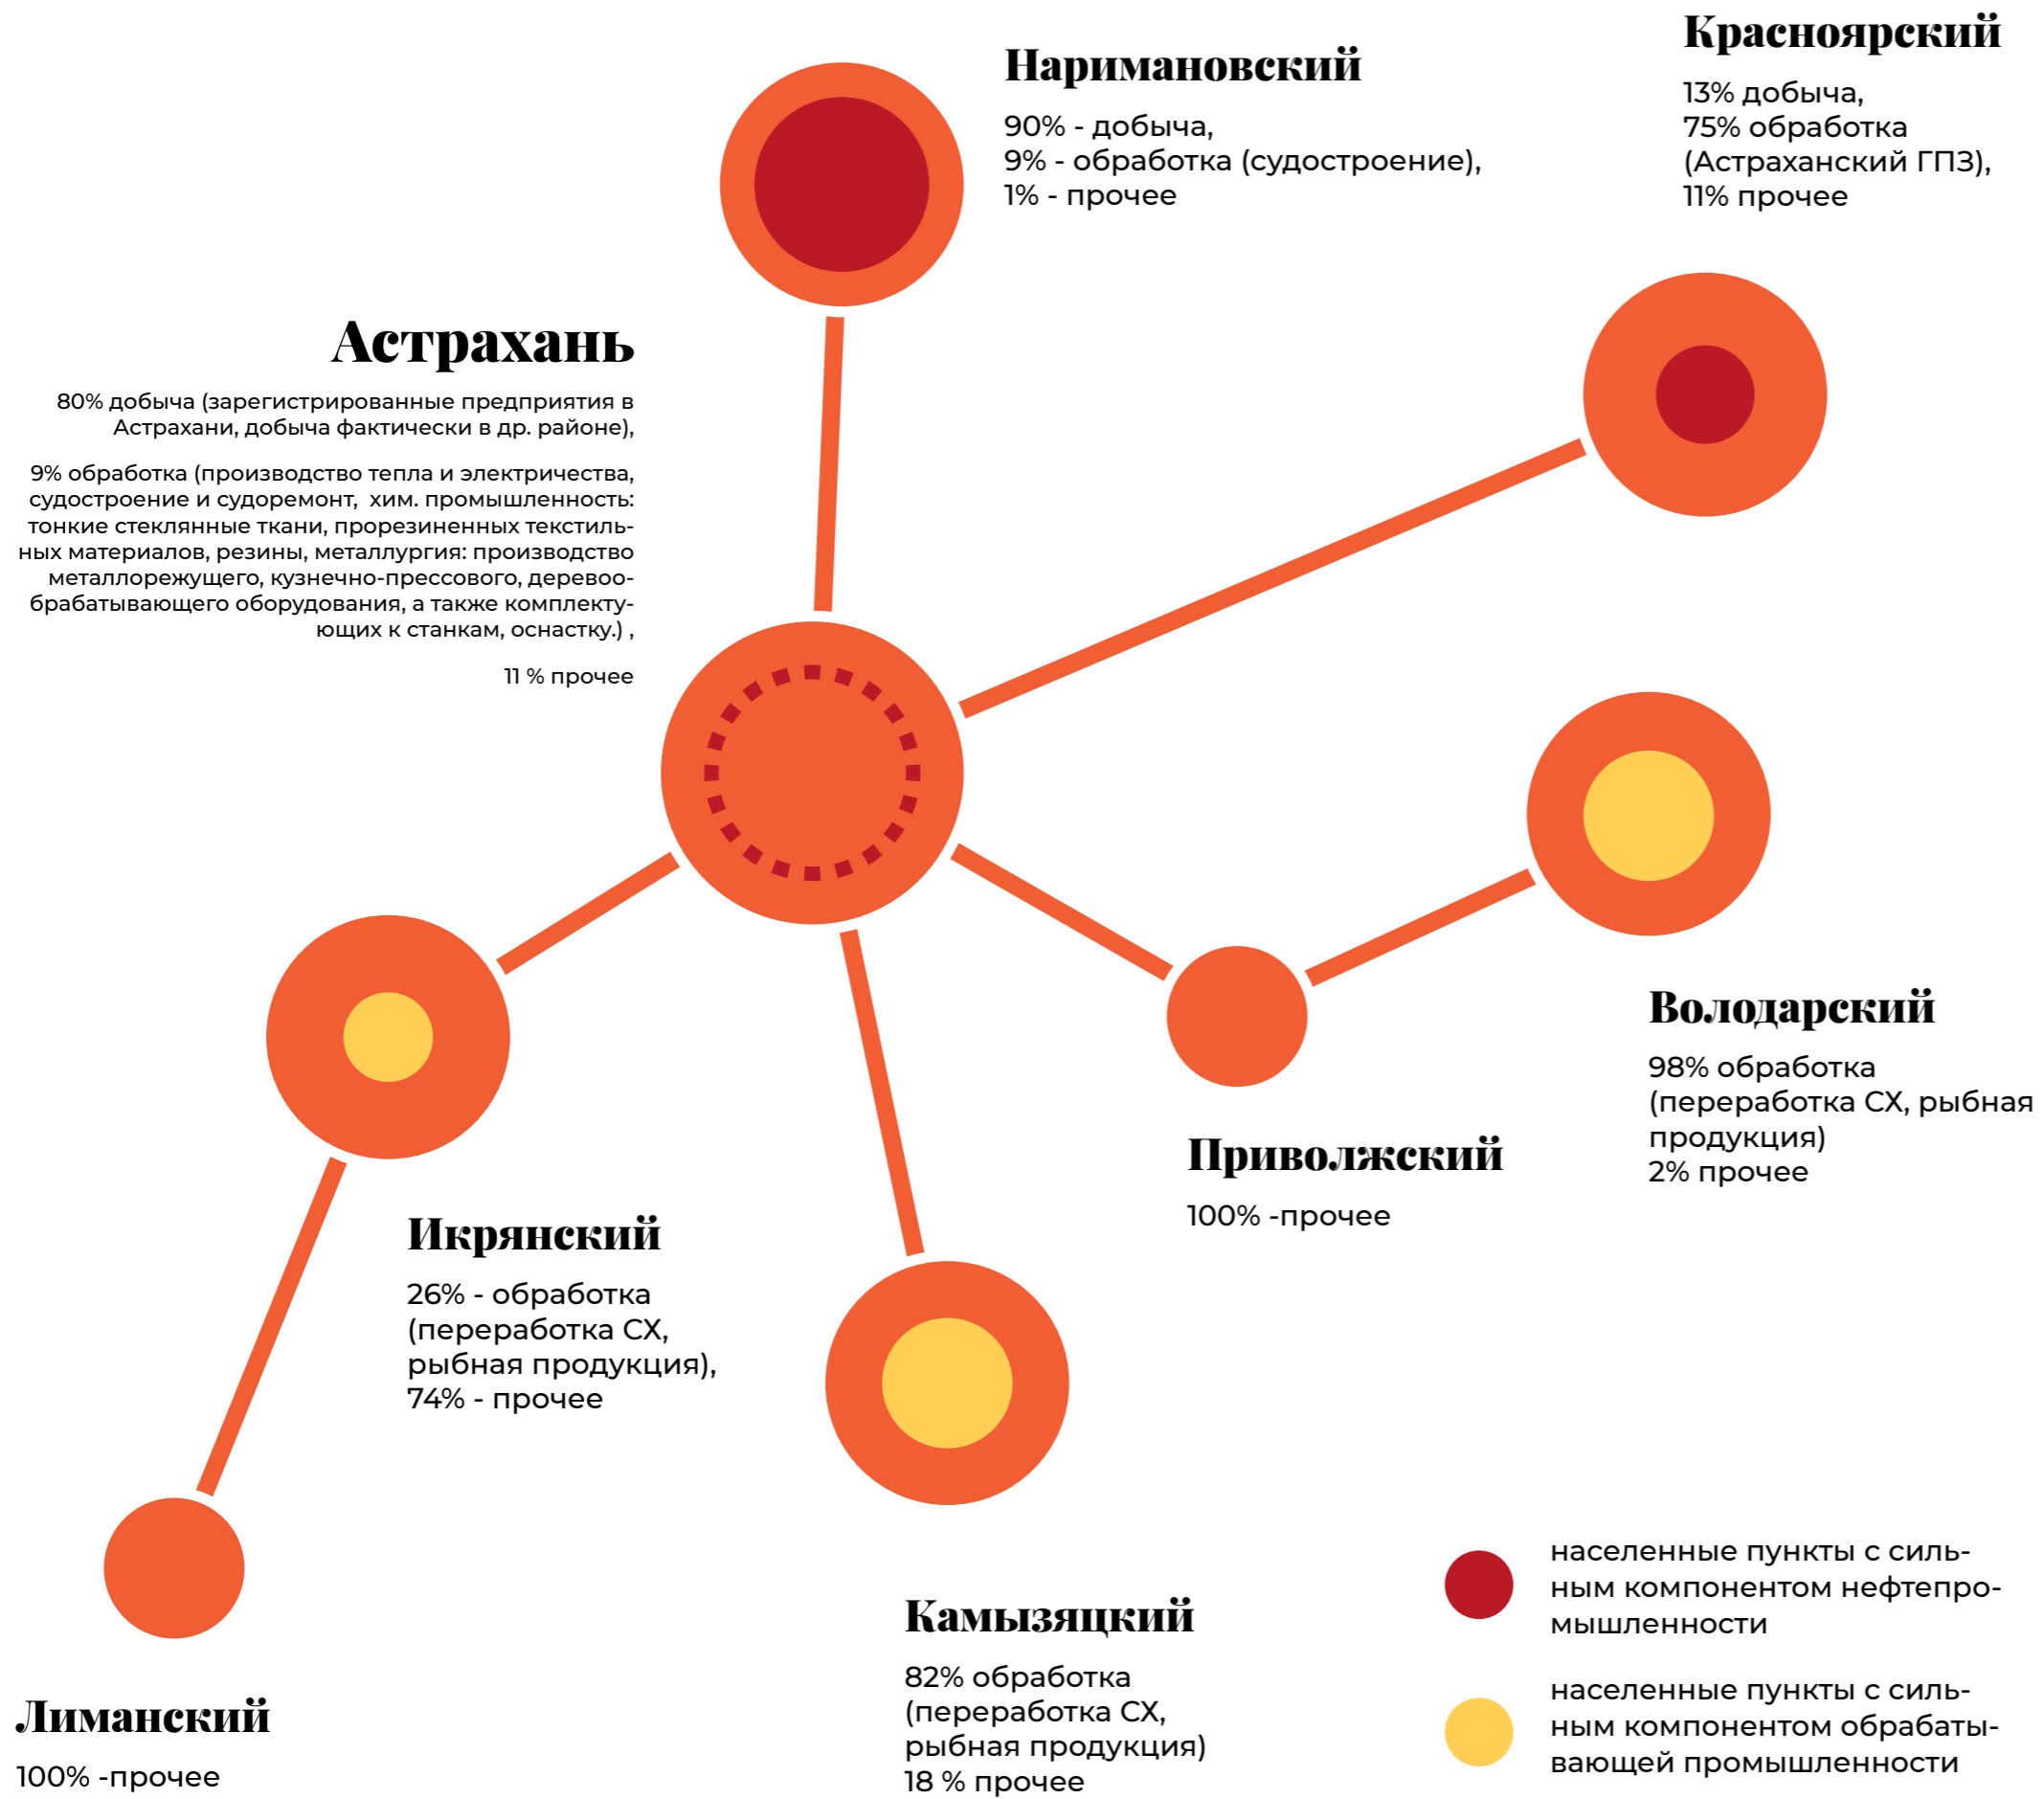 Красноярский
13% добыча,
75% обработка
(Астраханский ГПЗ),
11% прочее
Наримановский
90% - добыча,
9% - обработка (судостроение),
1% - прочее
Астрахань
80% добыча (зарегистрированные предприятия в
Астрахани, добыча фактически в др. районе),
9% обработка (производство тепла и электричества,
судостроение и судоремонт, хим. промышленность:
тонкие стеклянные ткани, прорезиненных текстиль-
ных материалов, резины, металлургия: производство
металлорежущего, кузнечно-прессового, деревоо-
брабатывающего оборудования, а также комплекту-
ющих к станкам, оснастку.) ,
11 % прочее
Володарский
98% обработка
(переработка СХ, рыбная
продукция)
2% прочее
Приволжский
100% -прочее
Икрянский
26% - обработка
(переработка СХ,
рыбная продукция),
74% - прочее
Камызяцкий
82% обработка
(переработка СХ,
рыбная продукция)
18 % прочее
Лиманский
100% -прочее
населенные пункты с силь-
ным компонентом нефтепро-
мышленности
населенные пункты с силь-
ным компонентом обрабаты-
вающей промышленности